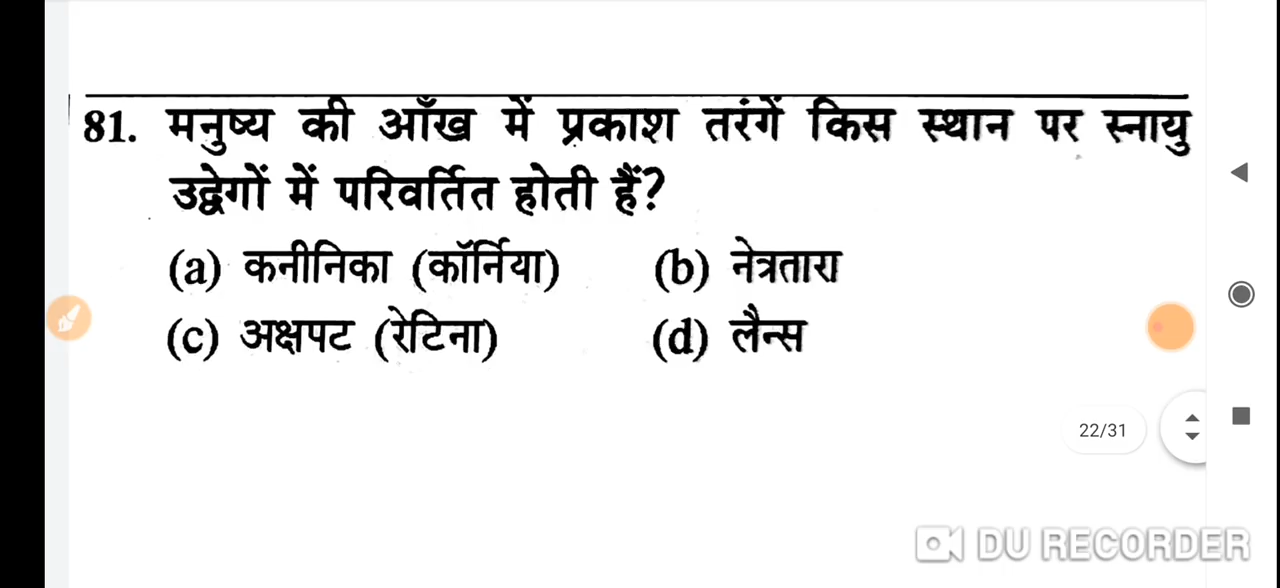 81. मनुष्य की आँख में प्रकाश तरंगें किस स्थान पर स्नायु
उद्वेगों में परिवर्तित होती हैं?
(a) कनीनिका (कॉर्निया) (b) नेत्रतारा
(c) अक्षपट (रेटिना) (d) लैन्स
22/31
DU RECORDER